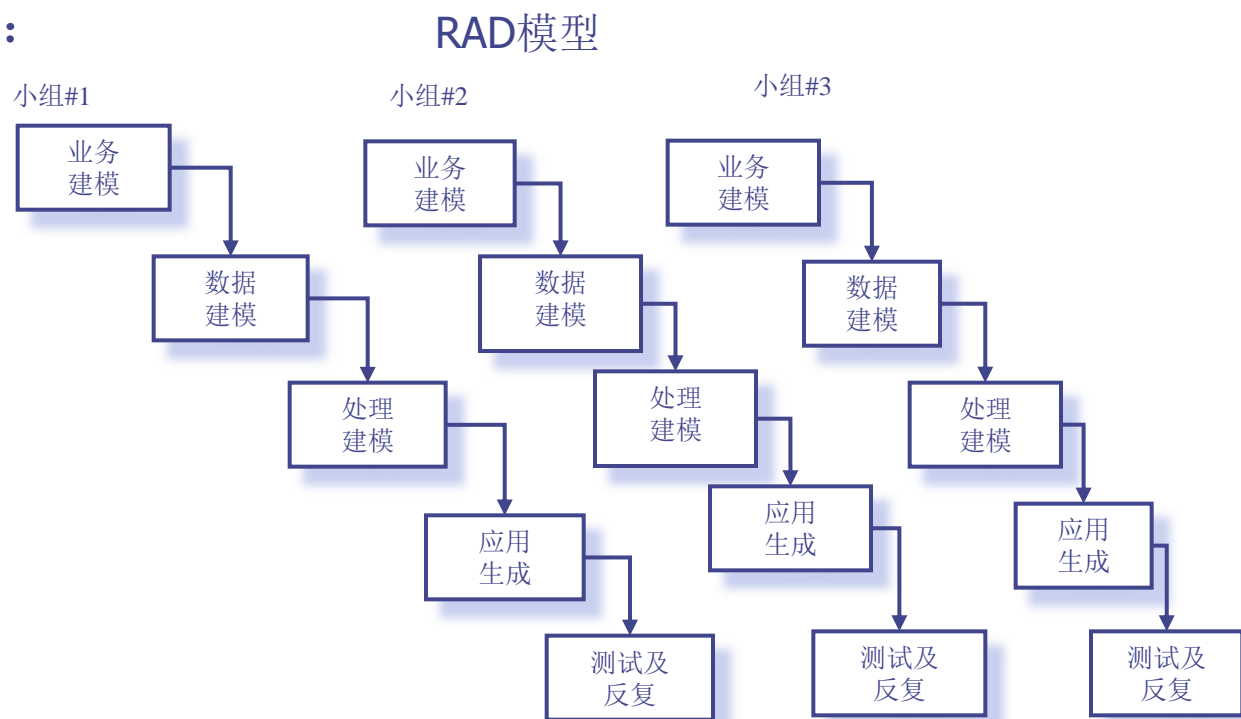 :
RAD模型
小组#1
小组#2
小组#3
业务
建模
业务
建模
业务
建模
数据
建模
数据
建模
数据
建模
处理
建模
处理
建模
处理
建模
应用
生成
应用
生成
应用
生成
测试及
反复
测试及
反复
测试及
反复